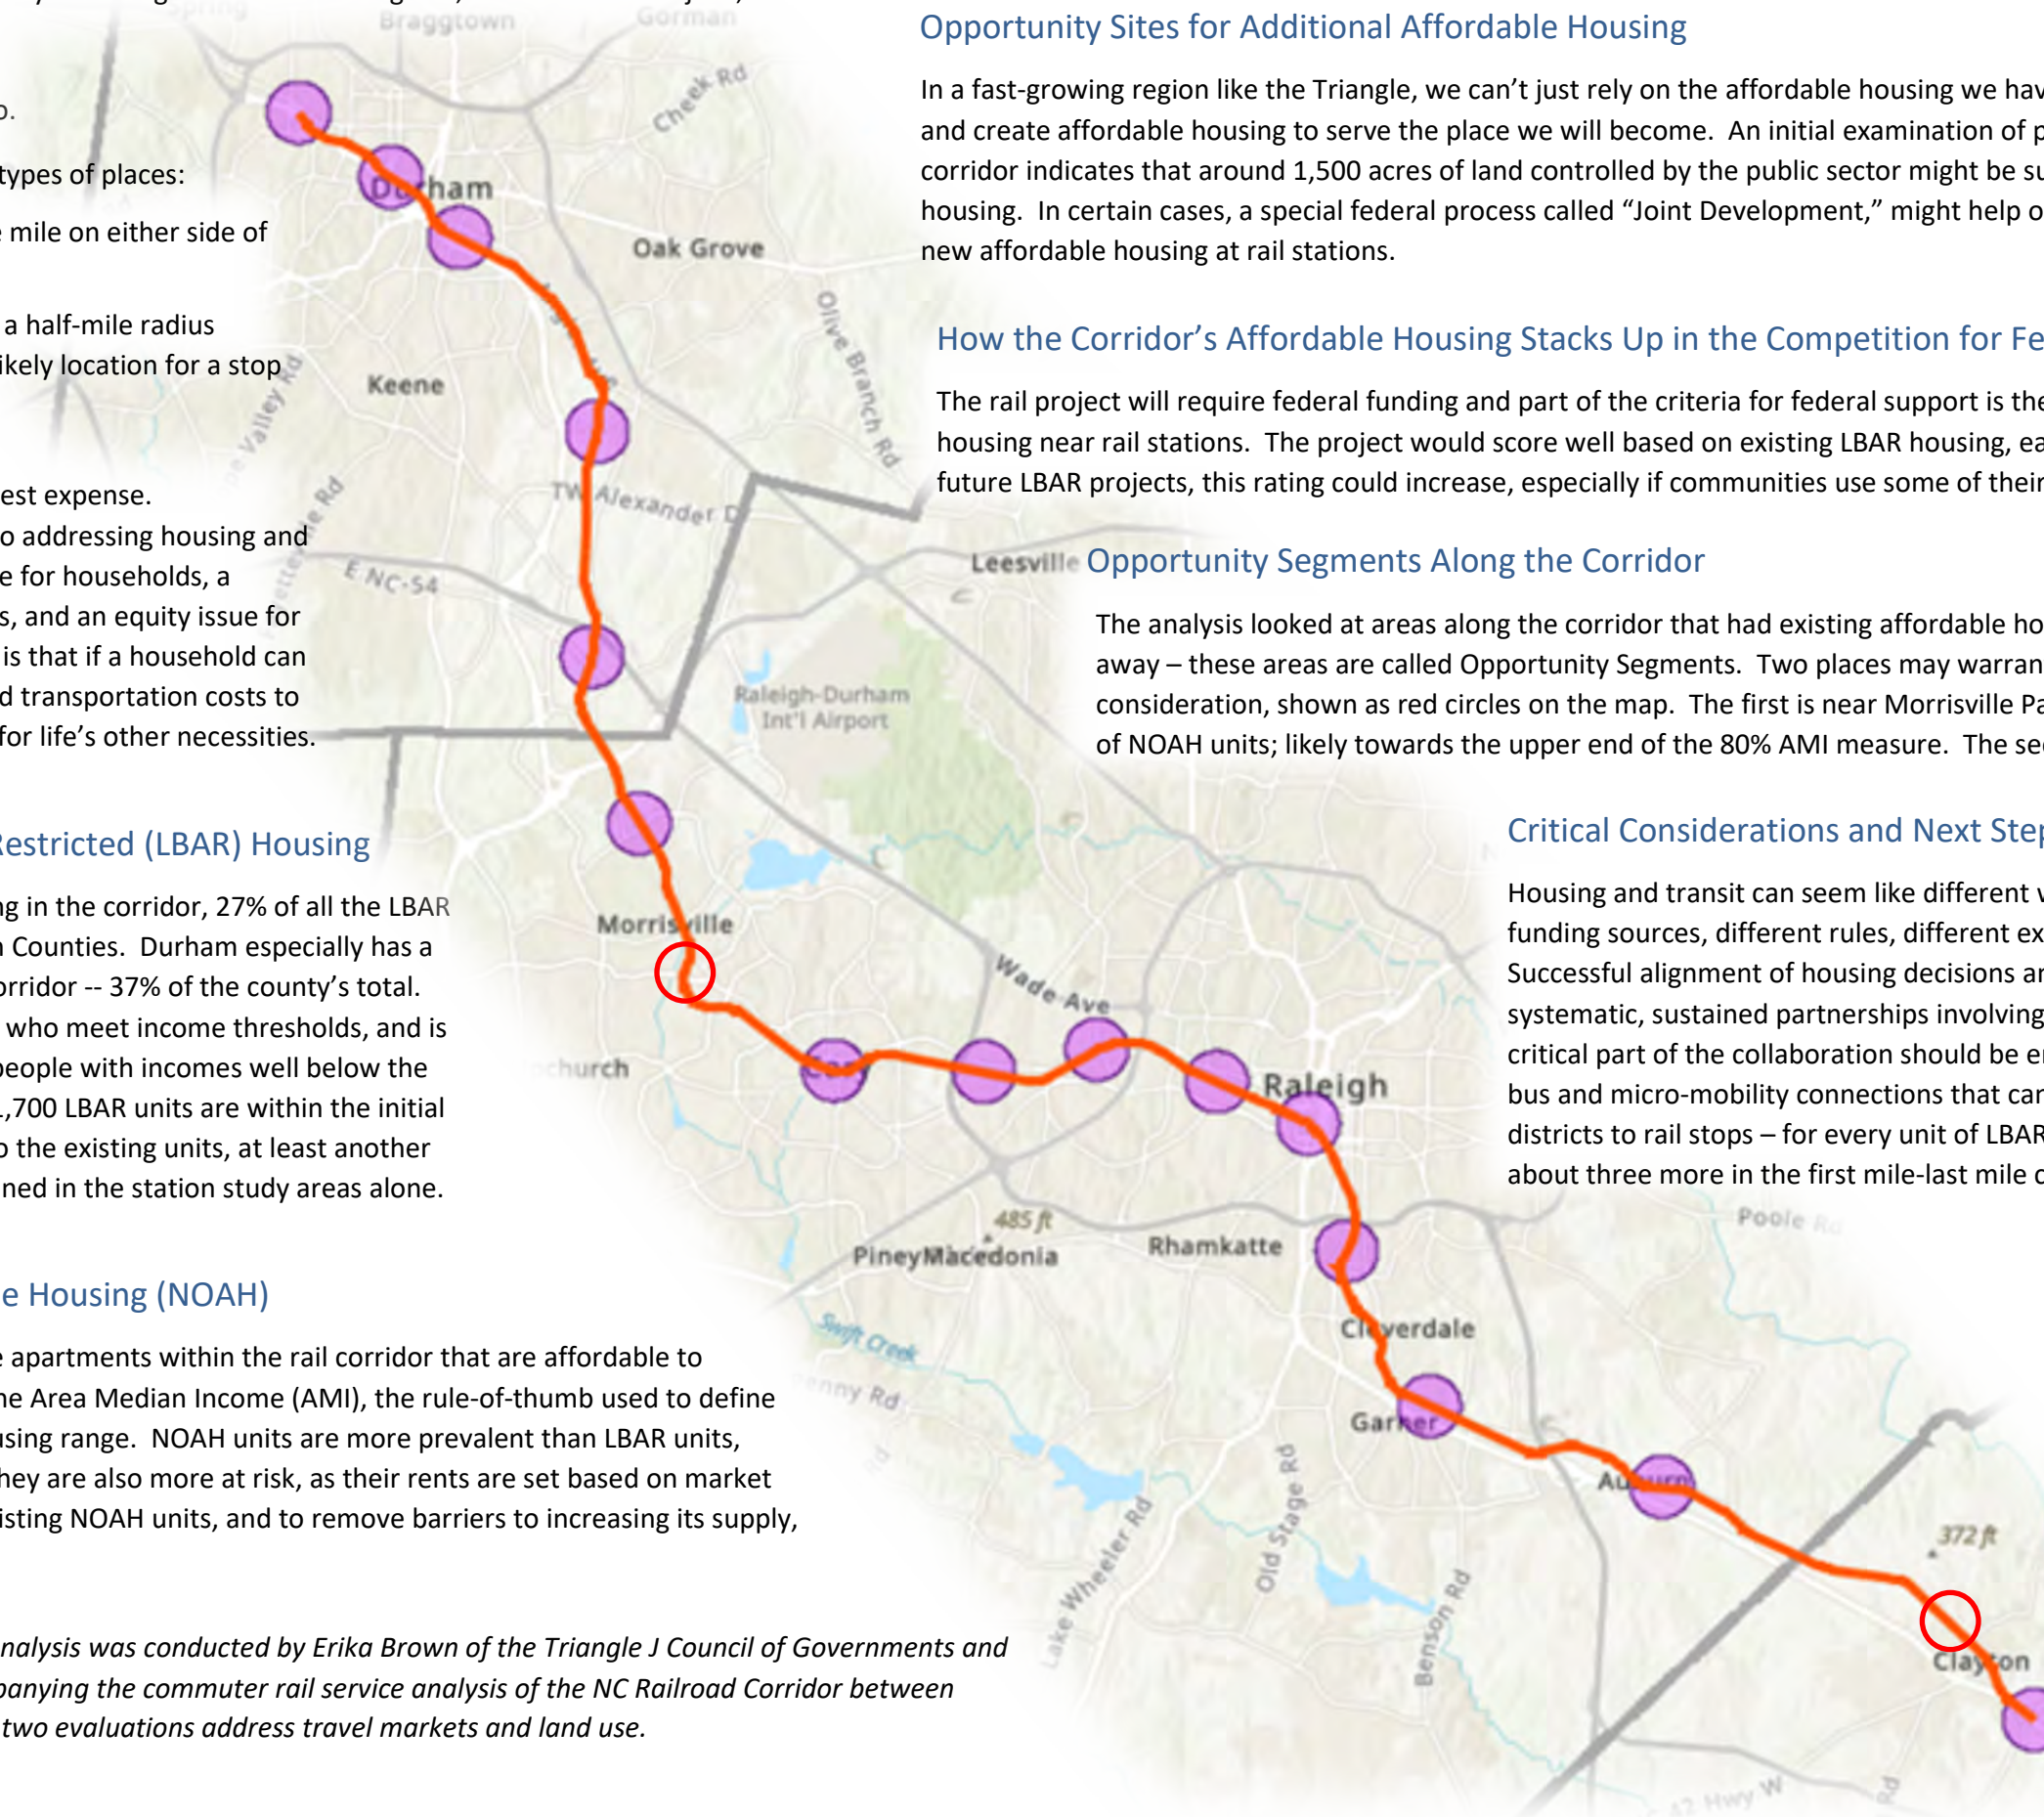 o.
types of places:
mile on either side of
a half-mile radius
ikely location for a stop
est expense.
o addressing housing and
e for households, a
s, and an equity issue for
is that if a household can
d transportation costs to
for life's other necessities.
Restricted (LBAR) Housing
ng in the corridor, 27% of all the LBAR
n Counties. Durham especially has a
orridor -- 37% of the county's total.
who meet income thresholds, and is
people with incomes well below the
1,700 LBAR units are within the initial
o the existing units, at least another
ned in the station study areas alone.
e Housing (NOAH)
e apartments within the rail corridor that are affordable to
he Area Median Income (AMI), the rule-of-thumb used to define
using range. NOAH units are more prevalent than LBAR units,
hey are also more at risk, as their rents are set based on market
isting NOAH units, and to remove barriers to increasing its supply,
nalysis was conducted by Erika Brown of the Triangle J Council of Governments and
panying the commuter rail service analysis of the NC Railroad Corridor between
two evaluations address travel markets and land use.
Opportunity Sites for Additional Affordable Housing
In a fast-growing region like the Triangle, we can't just rely on the affordable housing we hav
and create affordable housing to serve the place we will become. An initial examination of p
corridor indicates that around 1,500 acres of land controlled by the public sector might be su
housing. In certain cases, a special federal process called "Joint Development," might help o
new affordable housing at rail stations.
How the Corridor's Affordable Housing Stacks Up in the Competition for Fe
The rail project will require federal funding and part of the criteria for federal support is the
housing near rail stations. The project would score well based on existing LBAR housing, ea
future LBAR projects, this rating could increase, especially if communities use some of their
Opportunity Segments Along the Corridor
The analysis looked at areas along the corridor that had existing affordable ho
away – these areas are called Opportunity Segments. Two places may warran
consideration, shown as red circles on the map. The first is near Morrisville Pa
of NOAH units; likely towards the upper end of the 80% AMI measure. The se
Critical Considerations and Next Step
Housing and transit can seem like different w
funding sources, different rules, different ex
Successful alignment of housing decisions an
systematic, sustained partnerships involving
critical part of the collaboration should be e
bus and micro-mobility connections that can
districts to rail stops – for every unit of LBAR
about three more in the first mile-last mile c
Spring
Braggtown
Gorman
Cheek Rd
Durham
Oak Grove
Olive Branch Rd
Keene
pe Valley Rd
Fayetteville Rd
TW Alexander D
E NC-54
Leesville
Raleigh-Durham
Int'l Airport
Morrisville
Wade Ave
church
Cary
Raleigh
485 ft
Piney
Macedonia
Rhamkatte
Poole Rd
Cloverdale
Swift Creek
enny Rd
Garner
Auburn
Lake Wheeler Rd
Old Stage Rd
Benson Rd
372 ft
Clayton
42 Hwy W
Rd